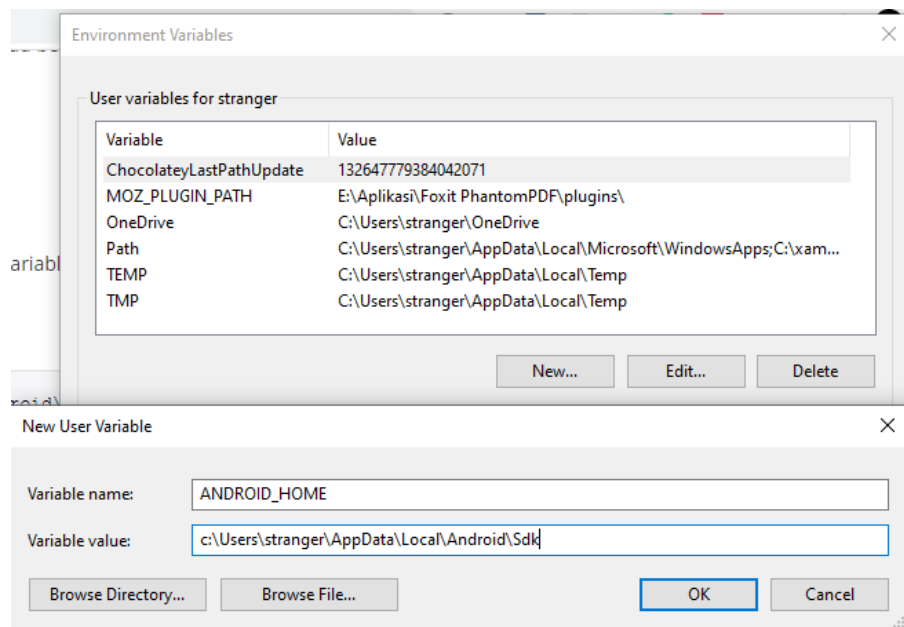 Environment Variables
User variables for stranger
Variable Value
ChocolateyLastPathUpdate 132647779384042071
MOZ_PLUGIN_PATH E:\Aplikasi\Foxit PhantomPDF\plugins\
OneDrive C:\Users\stranger\OneDrive
Path C:\Users\stranger\AppData\Local\Microsoft\WindowsApps;C:\xam...
ariabl
TEMP C:\Users\stranger\AppData\Local\Temp
TMP C:\Users\stranger\AppData\Local\Temp
New... Edit... Delete
New User Variable
Variable name: ANDROID_HOME
Variable value: c:\Users\stranger\AppData\Local\Android\Sdk
Browse Directory... Browse File... OK Cancel